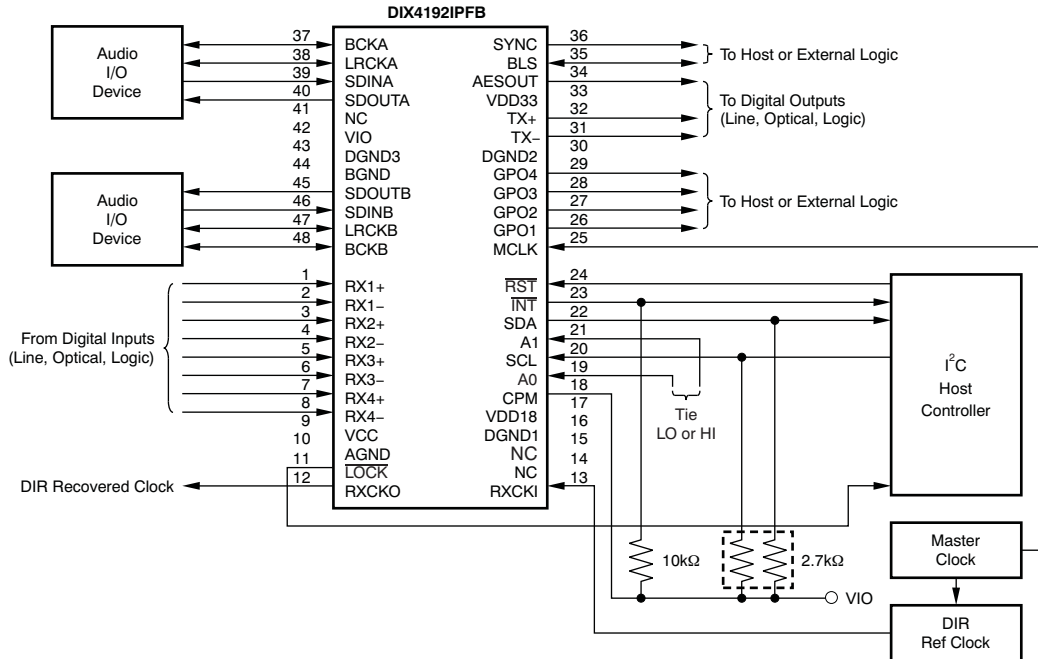 DIX4192IPFB
Audio
I/O
Device
37
38
39
40
41
42
43
44
45
46
47
48
BCKA
LRCKA
SDINA
SDOUTA
NC
VIO
DGND3
BGND
SDOUTB
SDINB
LRCKB
BCKB
Audio
I/O
Device
SYNC
BLS
AESOUT
VDD33
TX+
TX−
DGND2
GPO4
GPO3
GPO2
GPO1
MCLK
36
35
34
33
32
31
30
29
28
27
26
25
To Host or External Logic
To Digital Outputs
(Line, Optical, Logic)
To Host or External Logic
From Digital Inputs
(Line, Optical, Logic)
1
2
3
4
5
6
7
8
9
10
11
12
RX1+
RX1−
RX2+
RX2−
RX3+
RX3−
RX4+
RX4−
VCC
AGND
LOCK
RXCKO
DIR Recovered Clock
RST
INT
SDA
A1
SCL
A0
CPM
VDD18
DGND1
NC
NC
RXCKI
24
23
22
21
20
19
18
17
16
15
14
13
Tie
LO or HI
I²C
Host
Controller
10kΩ
2.7kΩ
VIO
Master
Clock
DIR
Ref Clock